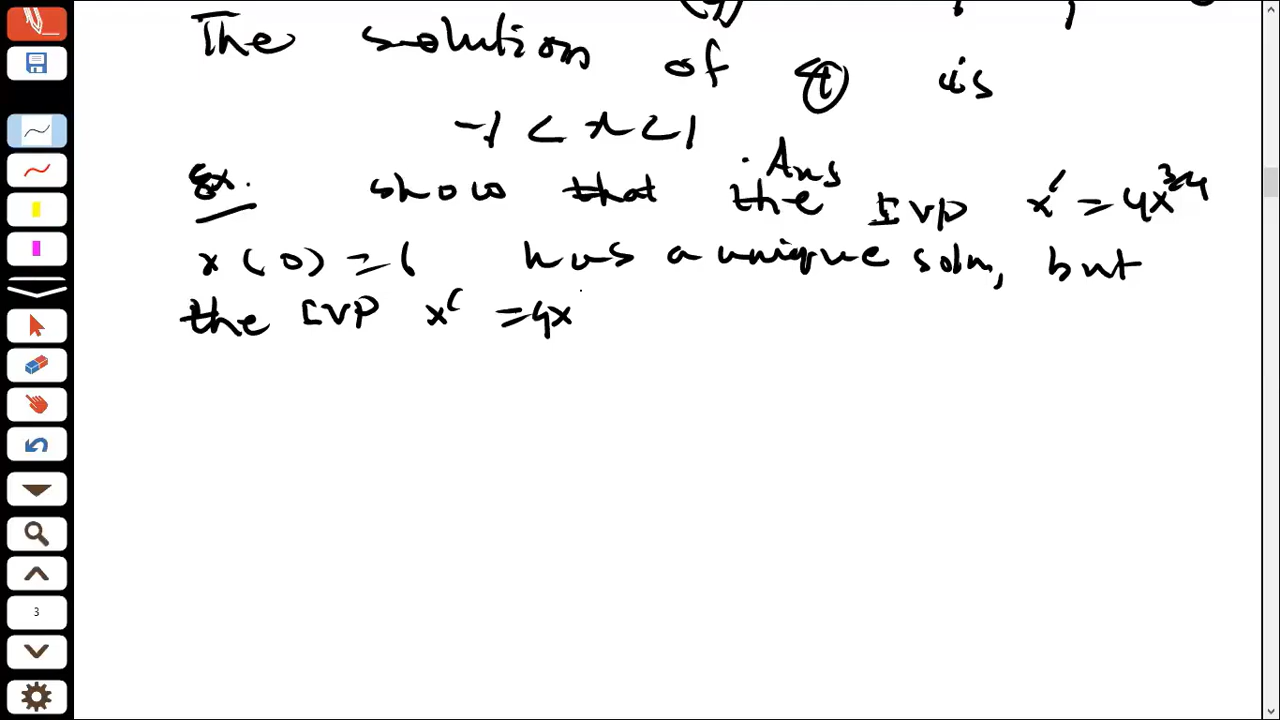 The solution of is
-1 < x < 1
Ans
Ex. show that the IVP x' = 4x^3/4
x(0) = 1 has a unique soln, but
the IVP x' = 4x
3